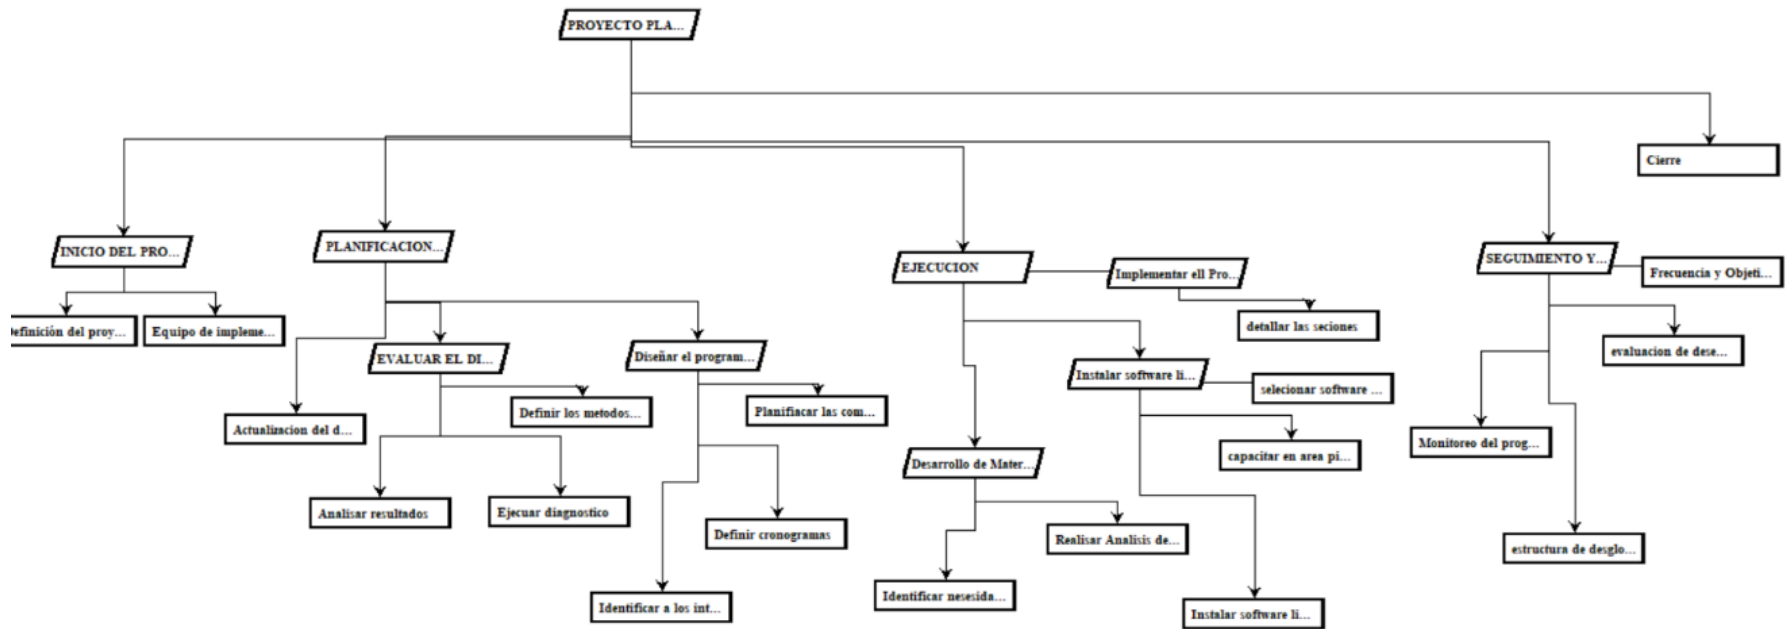 PROYECTO PLA...
Cierre
INICIO DEL PRO...
PLANIFICACION...
EJECUCION
Implementar ell Pro...
SEGUIMIENTO Y...
Frecuencia y Objeti...
Definición del proy...
Equipo de impleme...
detallar las seciones
EVALUAR EL DI...
Diseñar el program...
evaluacion de dese...
Instalar software li...
selecionar software ...
Actualizacion del d...
Definir los metodos...
Planifiacar las com...
Monitoreo del prog...
capacitar en area pi...
Desarrollo de Mater...
Analisar resultados
Ejecuar diagnostico
Definir cronogramas
Realisar Analisis de...
estructura de desglo...
Identificar a los int...
Identificar nesesida...
Instalar software li...